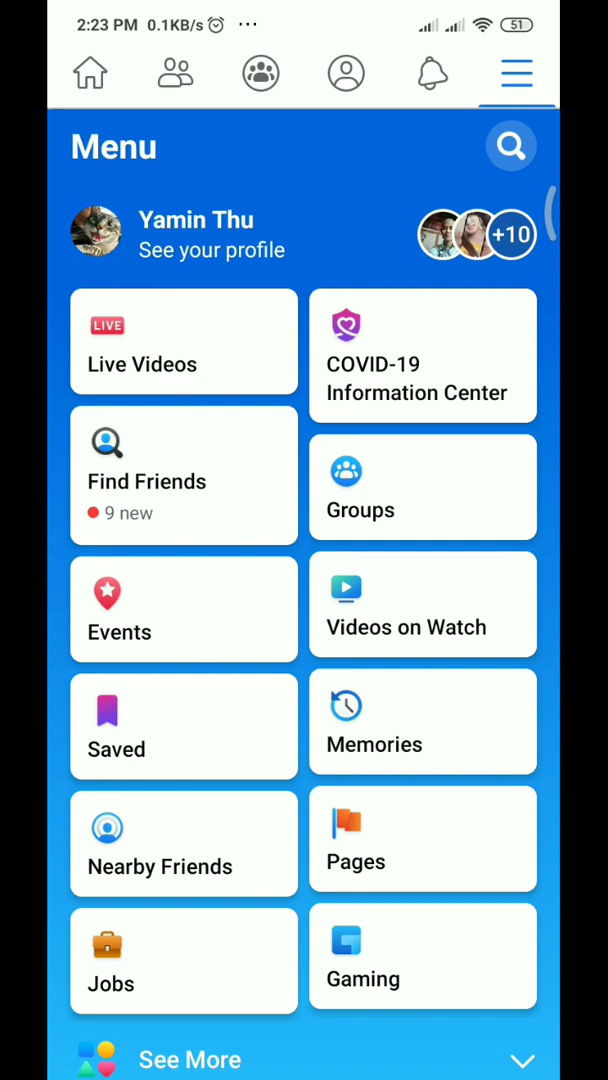 2:23 PM 0.1KB/s ...
51
Menu
Yamin Thu
See your profile
+10
LIVE
Live Videos
COVID-19
Information Center
Find Friends
9 new
Groups
Events
Videos on Watch
Saved
Memories
Nearby Friends
Pages
Jobs
Gaming
See More